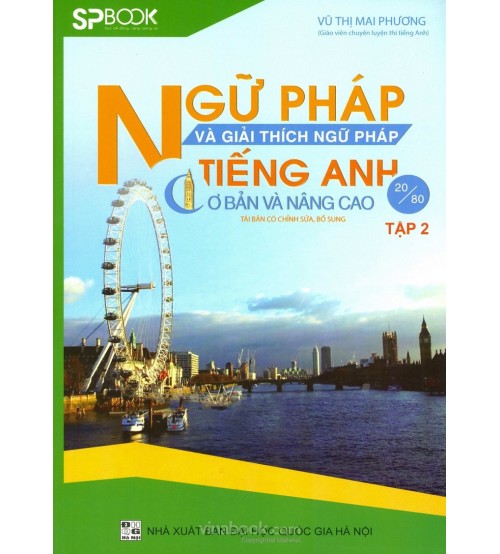 SPBOOK
VŨ THỊ MAI PHƯƠNG
(Giáo viên chuyên luyện thi tiếng Anh)
NGỮ PHÁP
VÀ GIẢI THÍCH NGỮ PHÁP
TIẾNG ANH
CƠ BẢN VÀ NÂNG CAO
20/80
TÁI BẢN CÓ CHỈNH SỬA, BỔ SUNG
TẬP 2
NHÀ XUẤT BẢN ĐẠI HỌC QUỐC GIA HÀ NỘI
vinabook.com